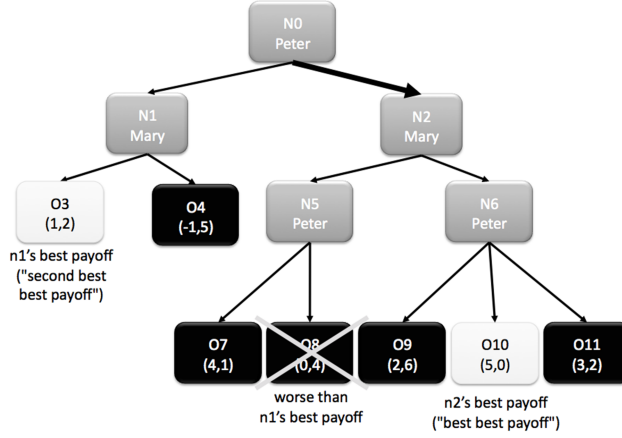 N0
Peter
N1
Mary
N2
Mary
O3
(1,2)
O4
(-1,5)
N5
Peter
N6
Peter
n1's best payoff
("second best
best payoff")
O7
(4,1)
O8
(0,4)
O9
(2,6)
O10
(5,0)
O11
(3,2)
worse than
n1's best payoff
n2's best payoff
("best best payoff")